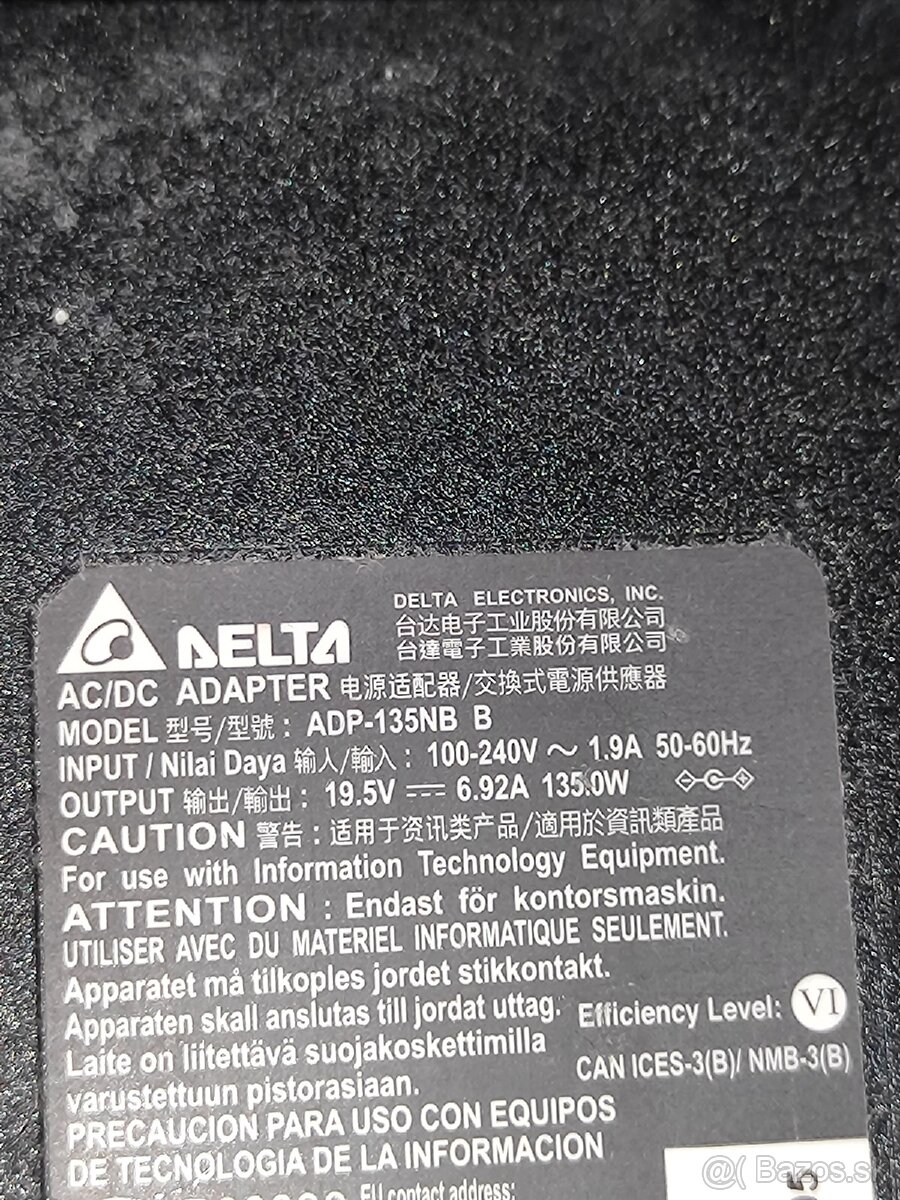 DELTA
DELTA ELECTRONICS, INC.
台达电子工业股份有限公司
台達電子工業股份有限公司
AC/DC ADAPTER 电源适配器/交換式電源供應器
MODEL 型号/型號 : ADP-135NB B
INPUT / Nilai Daya 输入/輸入 : 100-240V ～ 1.9A 50-60Hz
OUTPUT 输出/輸出 : 19.5V ⎓ 6.92A 135.0W
CAUTION 警告 : 适用于资讯类产品/適用於資訊類產品
For use with Information Technology Equipment.
ATTENTION : Endast för kontorsmaskin.
UTILISER AVEC DU MATERIEL INFORMATIQUE SEULEMENT.
Apparatet må tilkoples jordet stikkontakt.
Apparaten skall anslutas till jordat uttag.
Efficiency Level: VI
Laite on liitettävä suojakoskettimilla
varustettuun pistorasiaan.
CAN ICES-3(B)/ NMB-3(B)
PRECAUCION PARA USO CON EQUIPOS
DE TECNOLOGIA DE LA INFORMACION
EU contact address:
5
@( Bazos.sk